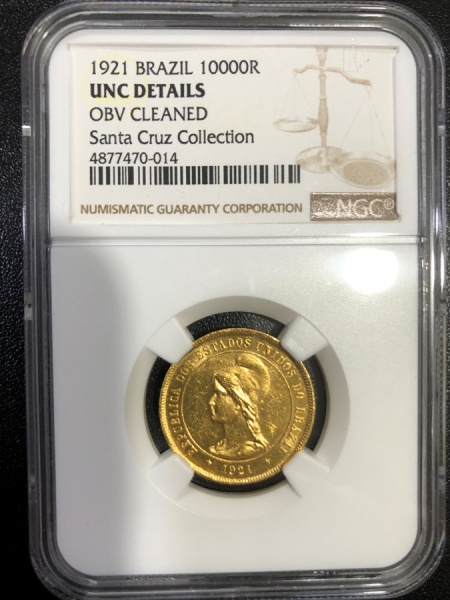 1921 BRAZIL 10000R
UNC DETAILS
OBV CLEANED
Santa Cruz Collection
4877470-014
NUMISMATIC GUARANTY CORPORATION
NGC
REPUBLICA DOS ESTADOS UNIDOS DO BRAZIL
1921